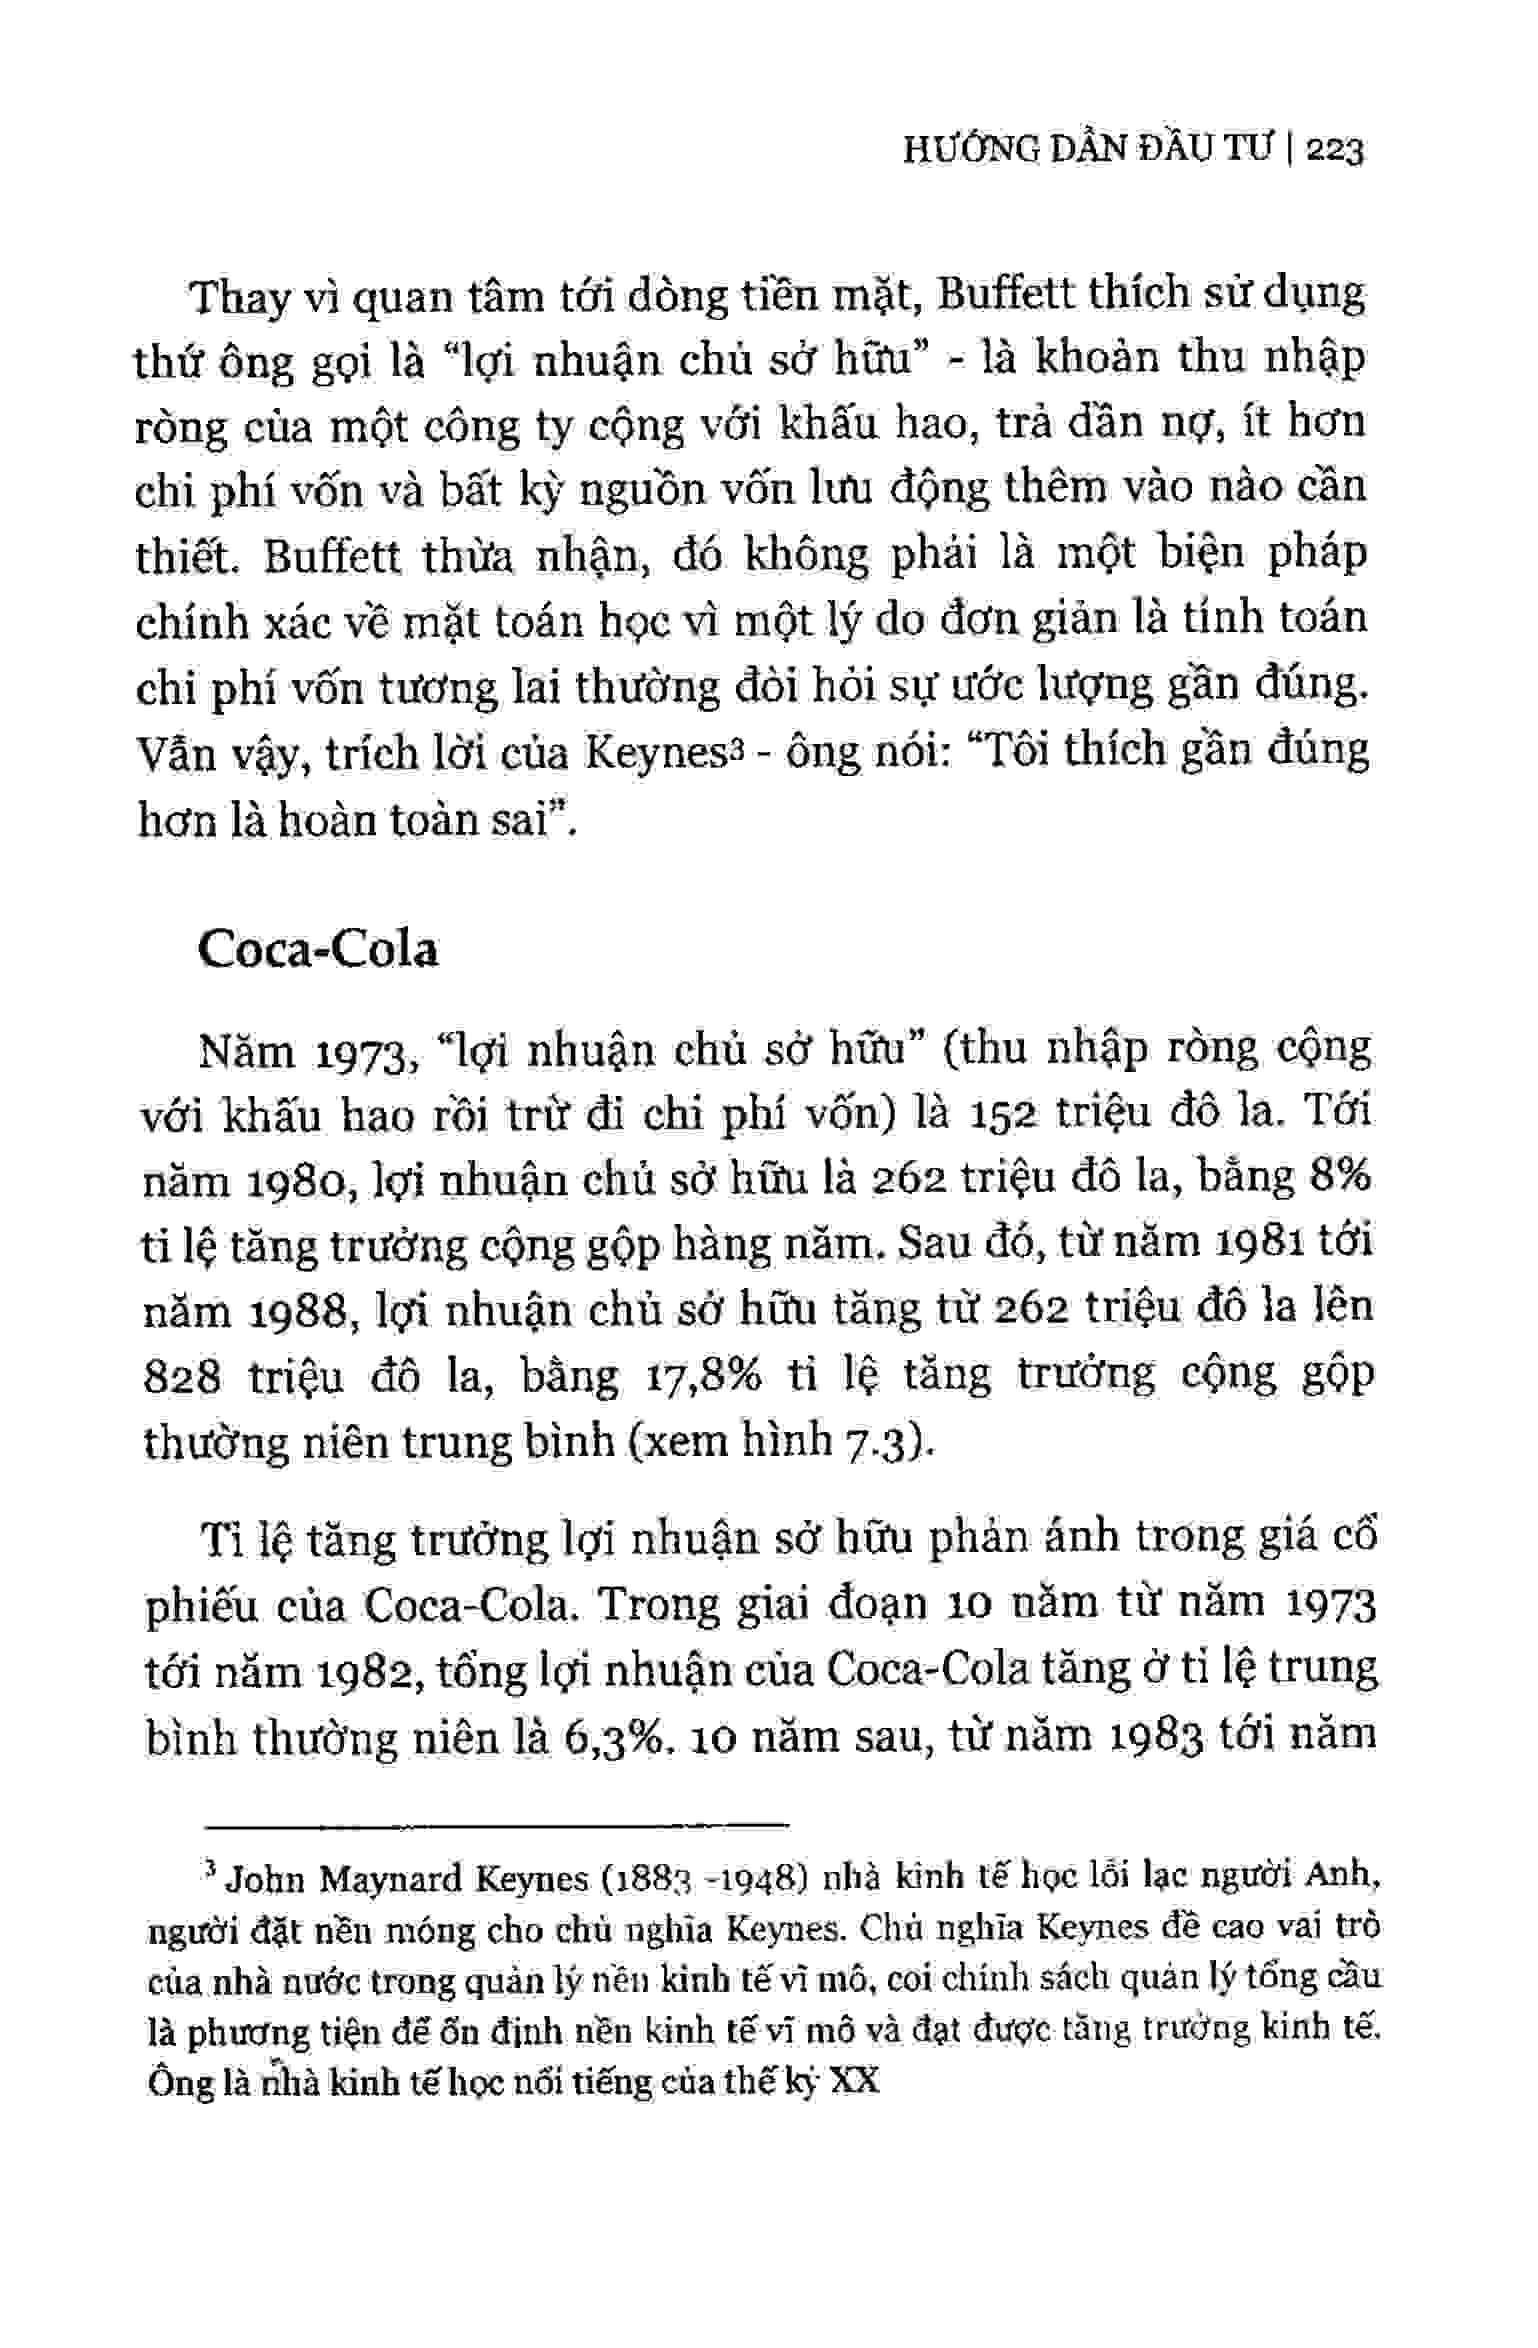 HƯỚNG DẪN ĐẦU TƯ | 223
Thay vì quan tâm tới dòng tiền mặt, Buffett thích sử dụng
thứ ông gọi là “lợi nhuận chủ sở hữu” - là khoản thu nhập
ròng của một công ty cộng với khấu hao, trả dần nợ, ít hơn
chi phí vốn và bất kỳ nguồn vốn lưu động thêm vào nào cần
thiết. Buffett thừa nhận, đó không phải là một biện pháp
chính xác về mặt toán học vì một lý do đơn giản là tính toán
chi phí vốn tương lai thường đòi hỏi sự ước lượng gần đúng.
Vẫn vậy, trích lời của Keynes³ - ông nói: “Tôi thích gần đúng
hơn là hoàn toàn sai”.
Coca-Cola
Năm 1973, “lợi nhuận chủ sở hữu” (thu nhập ròng cộng
với khấu hao rồi trừ đi chi phí vốn) là 152 triệu đô la. Tới
năm 1980, lợi nhuận chủ sở hữu là 262 triệu đô la, bằng 8%
tỉ lệ tăng trưởng cộng gộp hàng năm. Sau đó, từ năm 1981 tới
năm 1988, lợi nhuận chủ sở hữu tăng từ 262 triệu đô la lên
828 triệu đô la, bằng 17,8% tỉ lệ tăng trưởng cộng gộp
thường niên trung bình (xem hình 7.3).
Tỉ lệ tăng trưởng lợi nhuận sở hữu phản ánh trong giá cổ
phiếu của Coca-Cola. Trong giai đoạn 10 năm từ năm 1973
tới năm 1982, tổng lợi nhuận của Coca-Cola tăng ở tỉ lệ trung
bình thường niên là 6,3%. 10 năm sau, từ năm 1983 tới năm
³ John Maynard Keynes (1883 -1948) nhà kinh tế học lỗi lạc người Anh,
người đặt nền móng cho chủ nghĩa Keynes. Chủ nghĩa Keynes đề cao vai trò
của nhà nước trong quản lý nền kinh tế vĩ mô, coi chính sách quản lý tổng cầu
là phương tiện để ổn định nền kinh tế vĩ mô và đạt được tăng trưởng kinh tế.
Ông là nhà kinh tế học nổi tiếng của thế kỷ XX